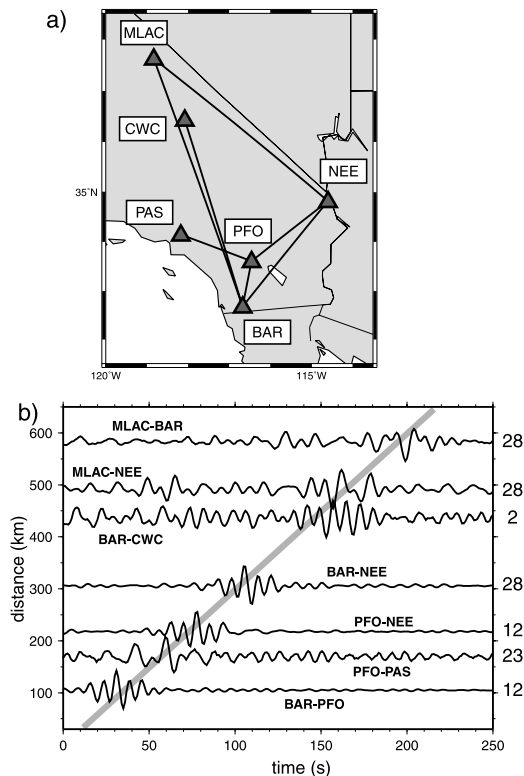 a)
MLAC
CWC
NEE
35°N
PAS
PFO
BAR
120°W
115°W
b)
600
MLAC-BAR
28
MLAC-NEE
500
28
2
BAR-CWC
400
distance (km)
BAR-NEE
300
28
PFO-NEE
200
12
23
PFO-PAS
100
12
BAR-PFO
0 50 100 150 200 250
time (s)